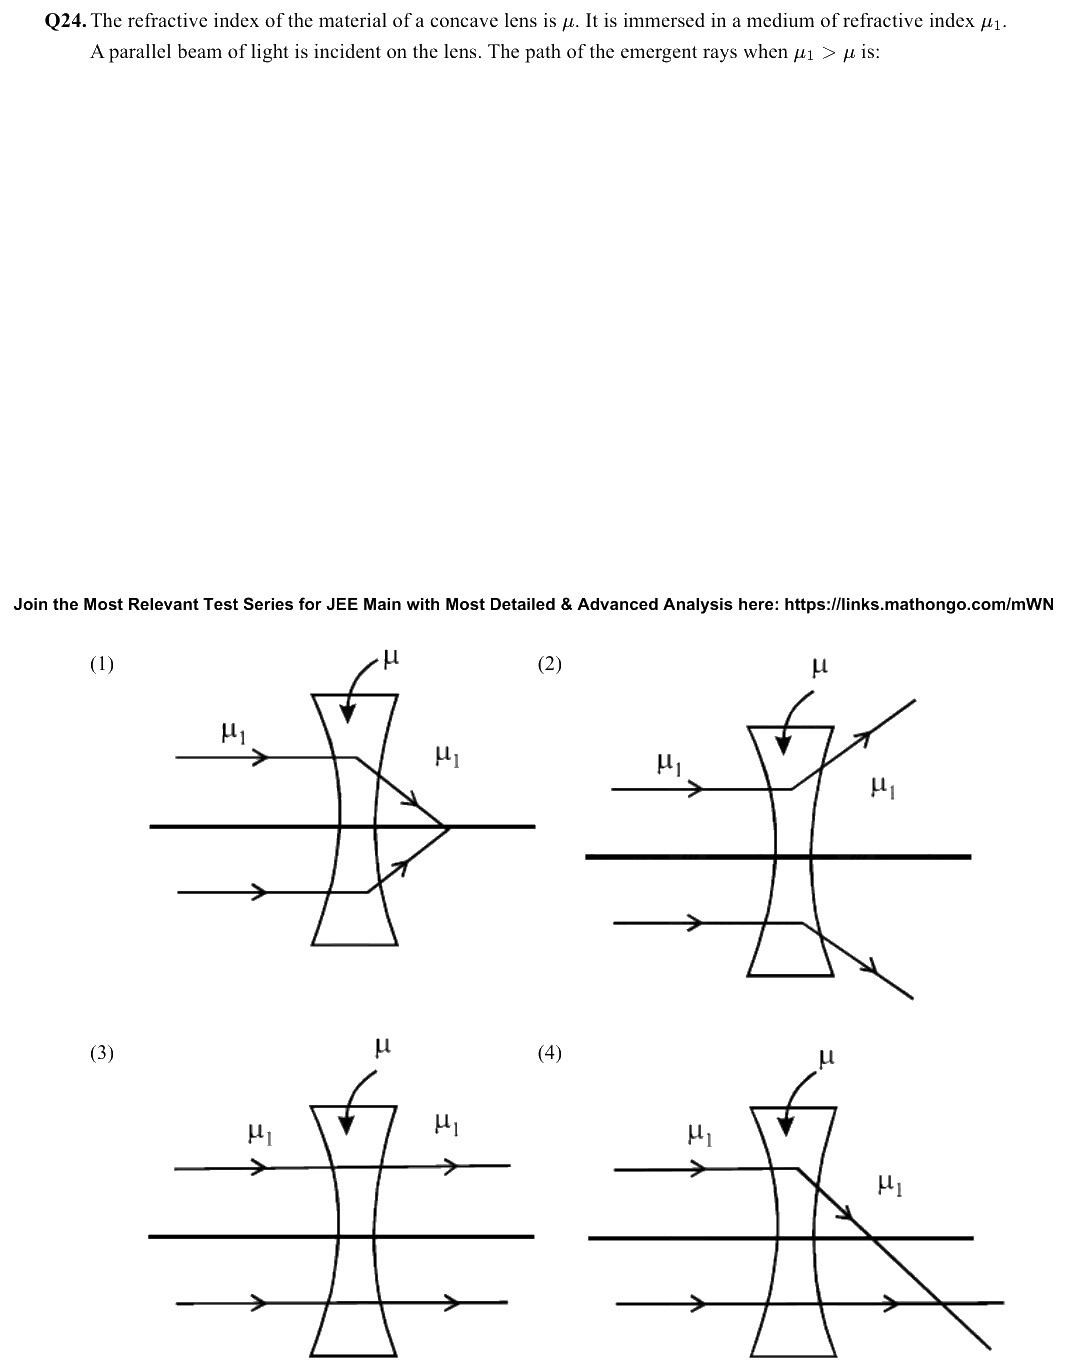 Q24. The refractive index of the material of a concave lens is μ. It is immersed in a medium of refractive index μ₁.
A parallel beam of light is incident on the lens. The path of the emergent rays when μ₁ > μ is:
Join the Most Relevant Test Series for JEE Main with Most Detailed & Advanced Analysis here: https://links.mathongo.com/mWN
(1)
μ
μ₁
μ₁
(2)
μ
μ₁
μ₁
(3)
μ
μ₁
μ₁
(4)
μ
μ₁
μ₁